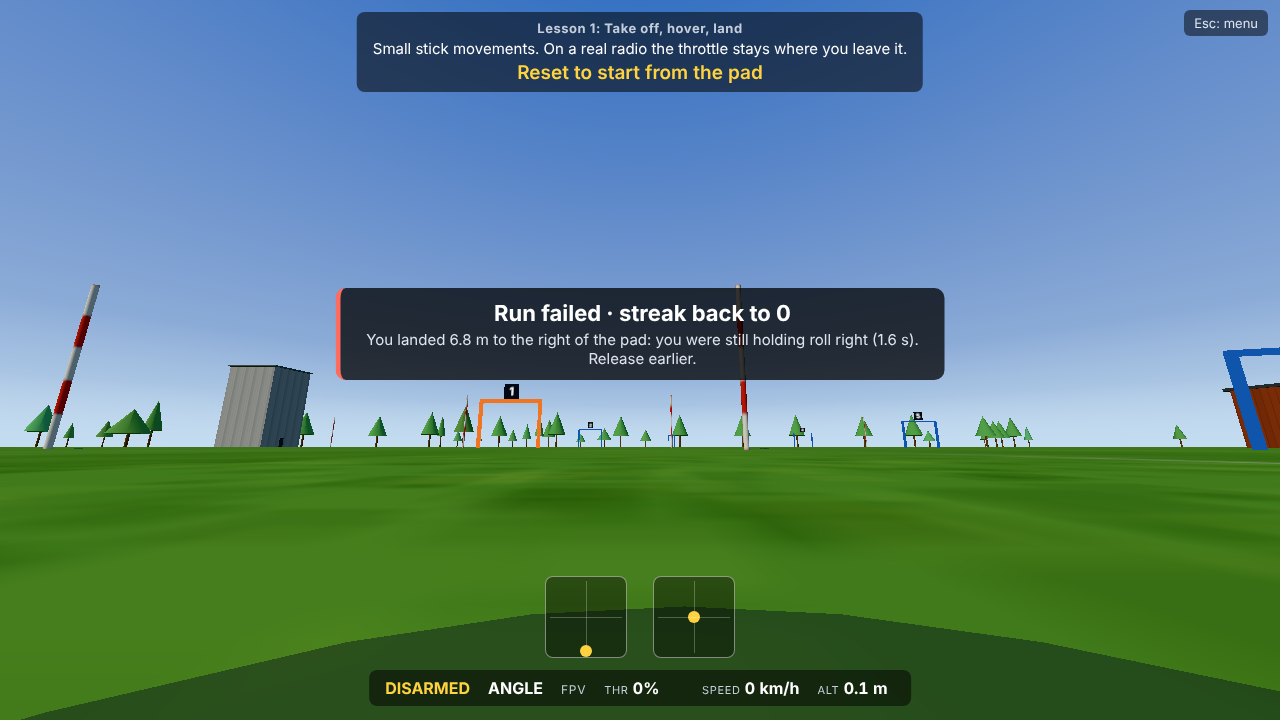 Lesson 1: Take off, hover, land
Small stick movements. On a real radio the throttle stays where you leave it.
Reset to start from the pad
Esc: menu
Run failed · streak back to 0
You landed 6.8 m to the right of the pad: you were still holding roll right (1.6 s).
Release earlier.
1
DISARMED ANGLE FPV THR 0% SPEED 0 km/h ALT 0.1 m